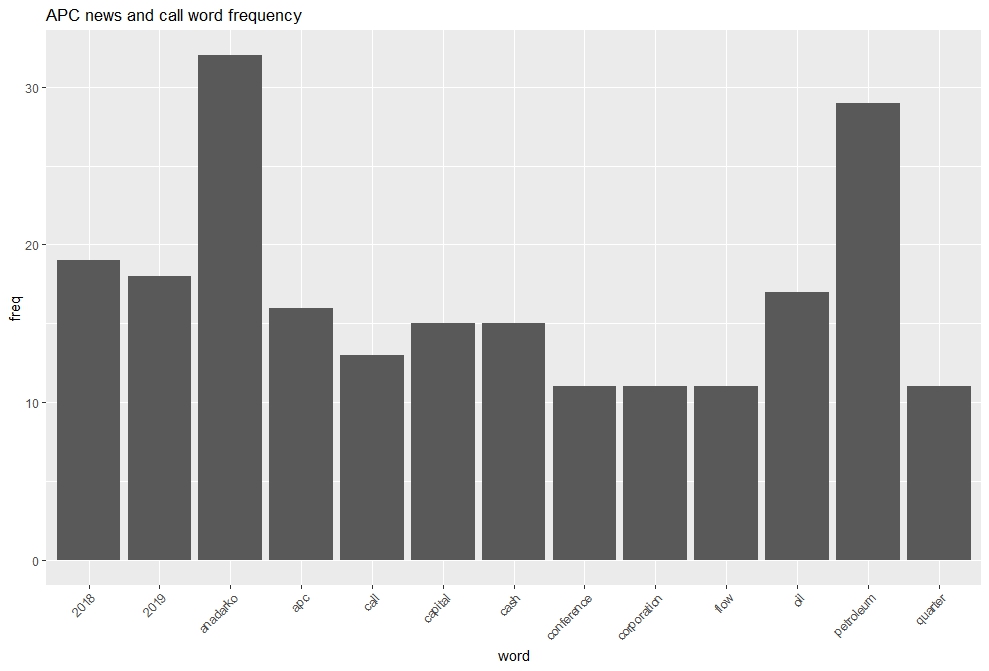 APC news and call word frequency
30
20
10
0
freq
2018
2019
anadarko
apc
call
capital
cash
conference
corporation
flow
oil
petroleum
quarter
word